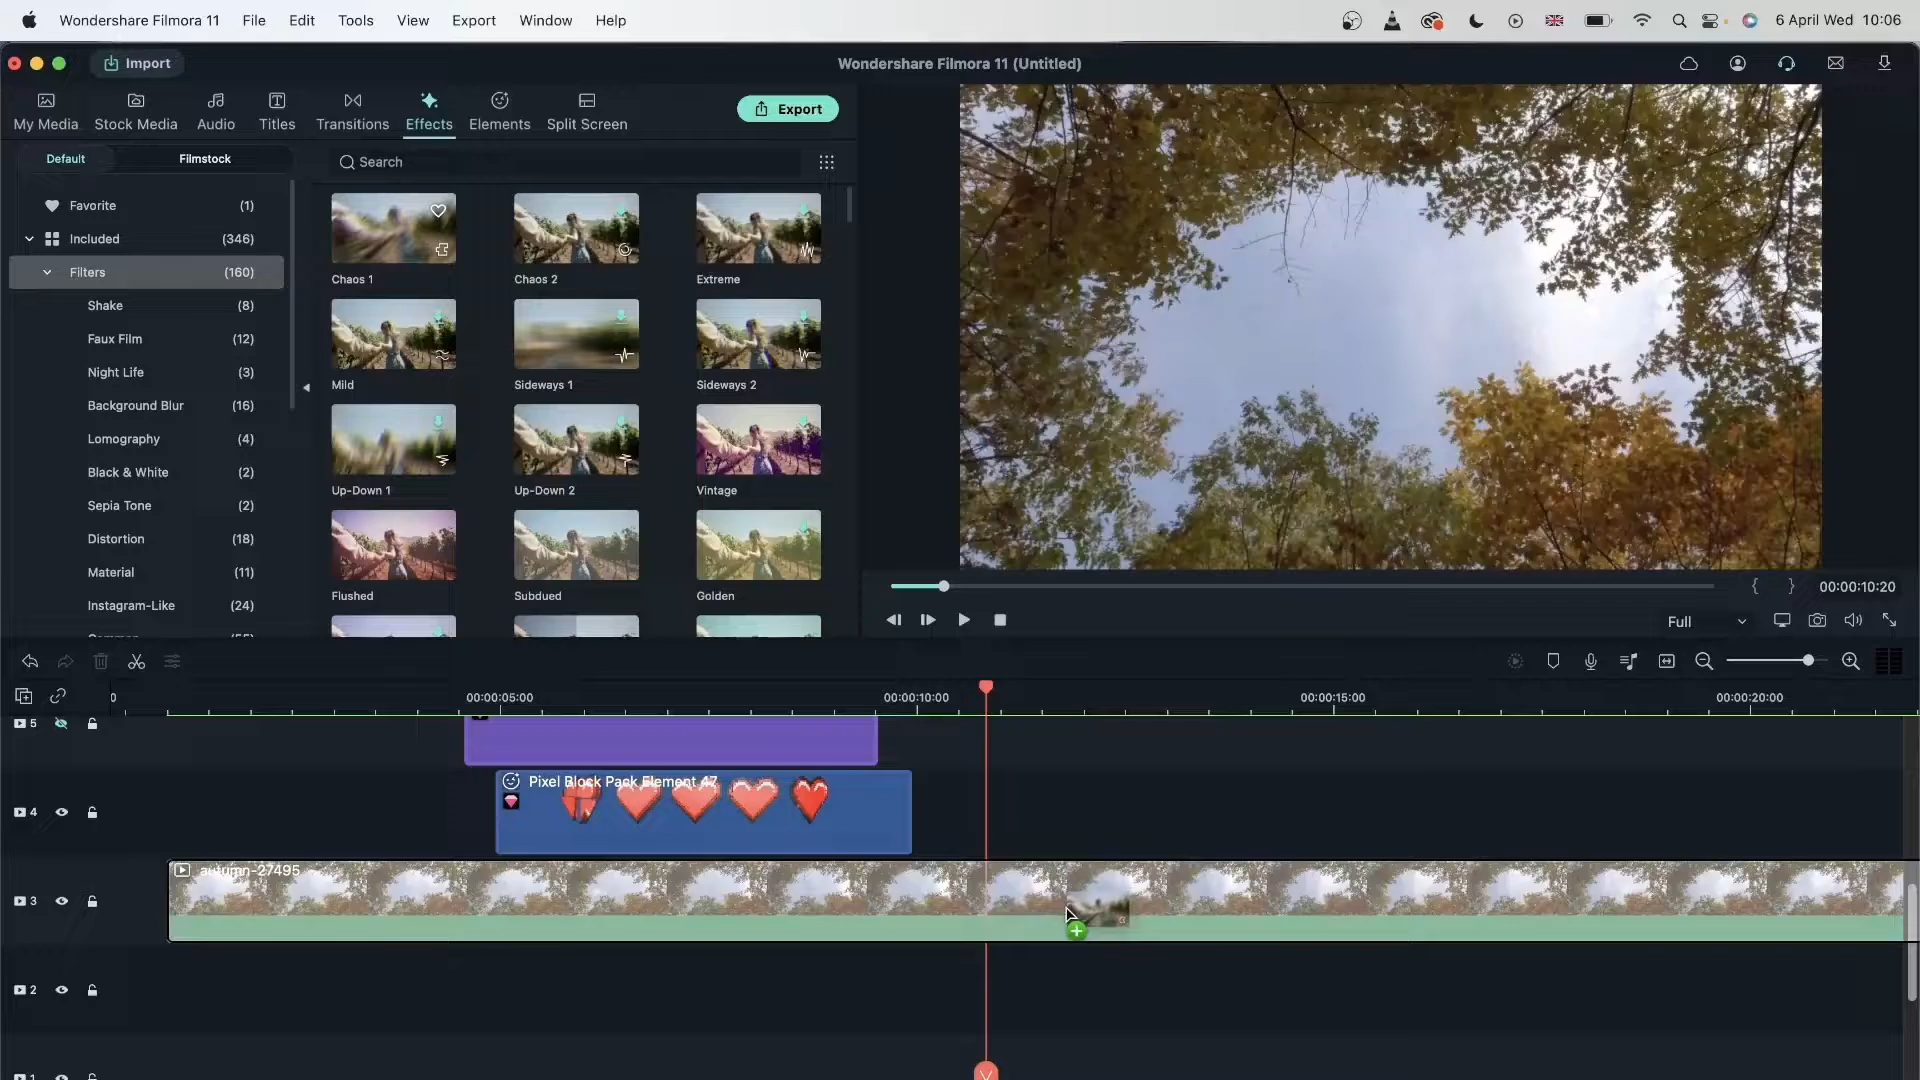 Wondershare Filmora 11 File Edit Tools View Export Window Help 6 April Wed 10:06
Import Wondershare Filmora 11 (Untitled)
My Media Stock Media Audio Titles Transitions Effects Elements Split Screen Export
Default Filmstock Search
Favorite (1)
Included (346)
Filters (160)
Shake (8)
Faux Film (12)
Night Life (3)
Background Blur (16)
Lomography (4)
Black & White (2)
Sepia Tone (2)
Distortion (18)
Material (11)
Instagram-Like (24)
Chaos 1 Chaos 2 Extreme
Mild Sideways 1 Sideways 2
Up-Down 1 Up-Down 2 Vintage
Flushed Subdued Golden
{ } 00:00:10:20
Full
0 00:00:05:00 00:00:10:00 00:00:15:00 00:00:20:00
5
Pixel Block Pack Element 47
4
autumn-27495
3
2
1